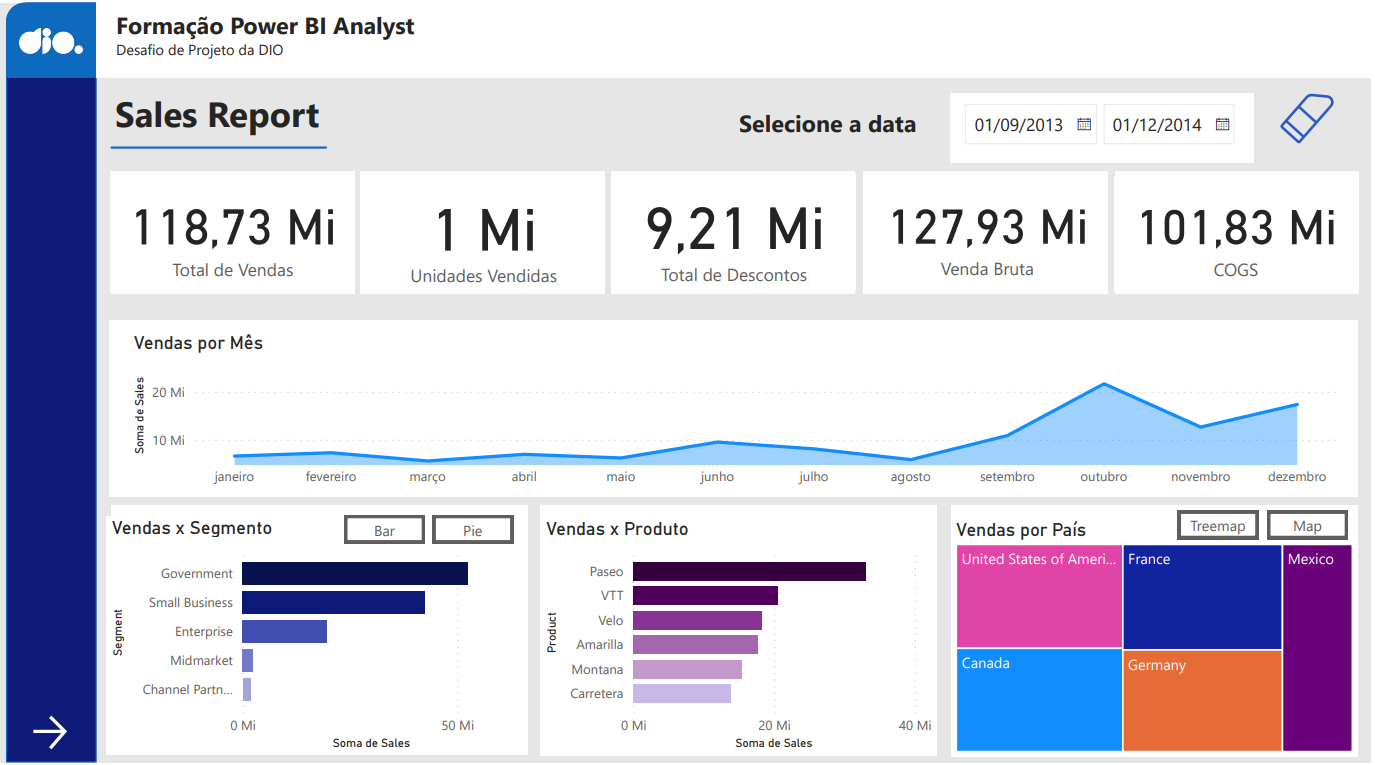 dio.
Formação Power BI Analyst
Desafio de Projeto da DIO
Sales Report
Selecione a data
01/09/2013
01/12/2014
118,73 Mi
Total de Vendas
1 Mi
Unidades Vendidas
9,21 Mi
Total de Descontos
127,93 Mi
Venda Bruta
101,83 Mi
COGS
Vendas por Mês
Soma de Sales
20 Mi
10 Mi
janeiro fevereiro março abril maio junho julho agosto setembro outubro novembro dezembro
Vendas x Segmento
Bar
Pie
Segment
Government
Small Business
Enterprise
Midmarket
Channel Partn...
0 Mi 50 Mi
Soma de Sales
Vendas x Produto
Product
Paseo
VTT
Velo
Amarilla
Montana
Carretera
0 Mi 20 Mi 40 Mi
Soma de Sales
Vendas por País
Treemap
Map
United States of Ameri...
France
Mexico
Canada
Germany